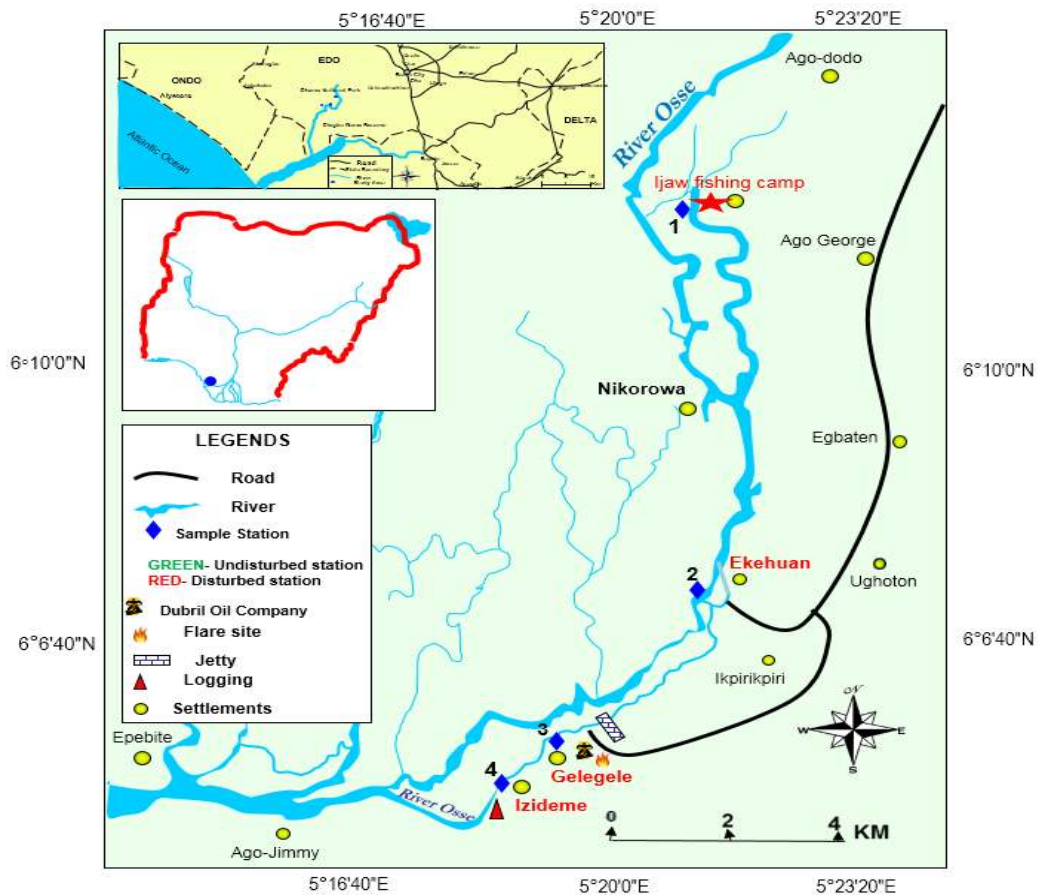 5°16'40"E
5°20'0"E
5°23'20"E
ONDO
EDO
DELTA
Atlantic Ocean
Road
River
Ago-dodo
River Osse
Ijaw fishing camp
1
Ago George
6°10'0"N
6°10'0"N
Nikorowa
Egbaten
LEGENDS
Road
River
Sample Station
GREEN- Undisturbed station
RED- Disturbed station
Dubril Oil Company
Flare site
Jetty
Logging
Settlements
2
Ekehuan
Ughoton
6°6'40"N
6°6'40"N
Ikpirikpiri
N
W
E
S
Epebite
3
Gelegele
4
Izideme
River Osse
Ago-Jimmy
0
2
4
KM
5°16'40"E
5°20'0"E
5°23'20"E